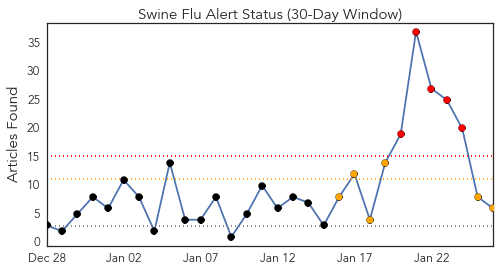 Swine Flu Alert Status (30-Day Window)
Articles Found
35
30
25
20
15
10
5
0
Dec 28
Jan 02
Jan 07
Jan 12
Jan 17
Jan 22